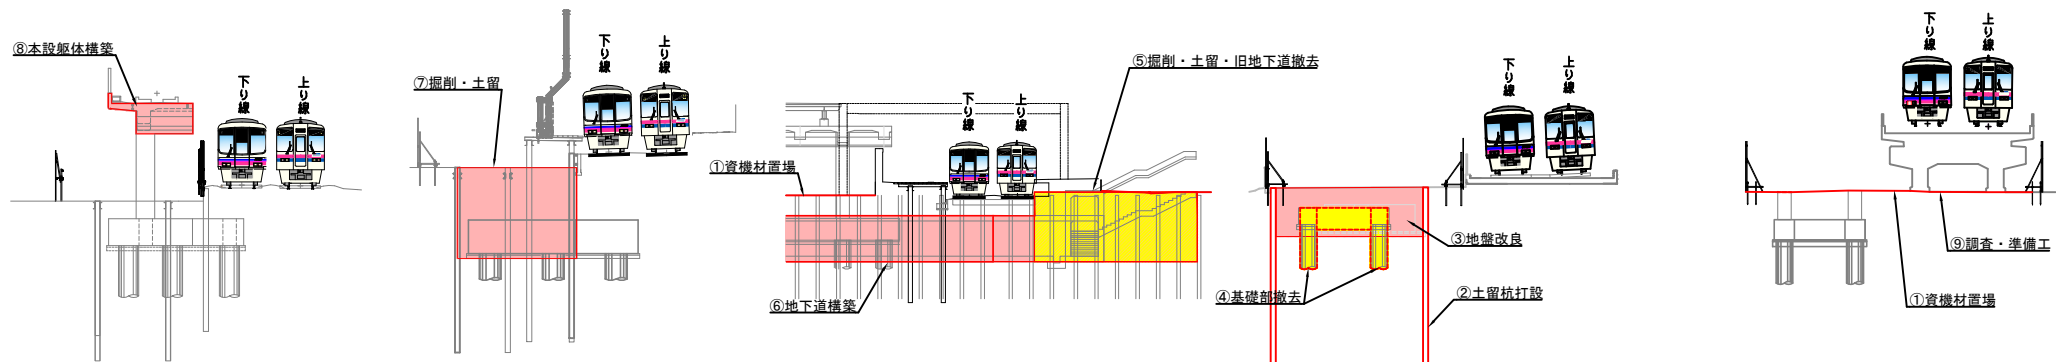 ⑧本設躯体構築
下り線
上り線
⑦掘削・土留
下り線
上り線
①資機材置場
下り線
上り線
⑤掘削・土留・旧地下道撤去
⑥地下道構築
下り線
上り線
③地盤改良
④基礎部撤去
②土留杭打設
下り線
上り線
⑨調査・準備工
①資機材置場